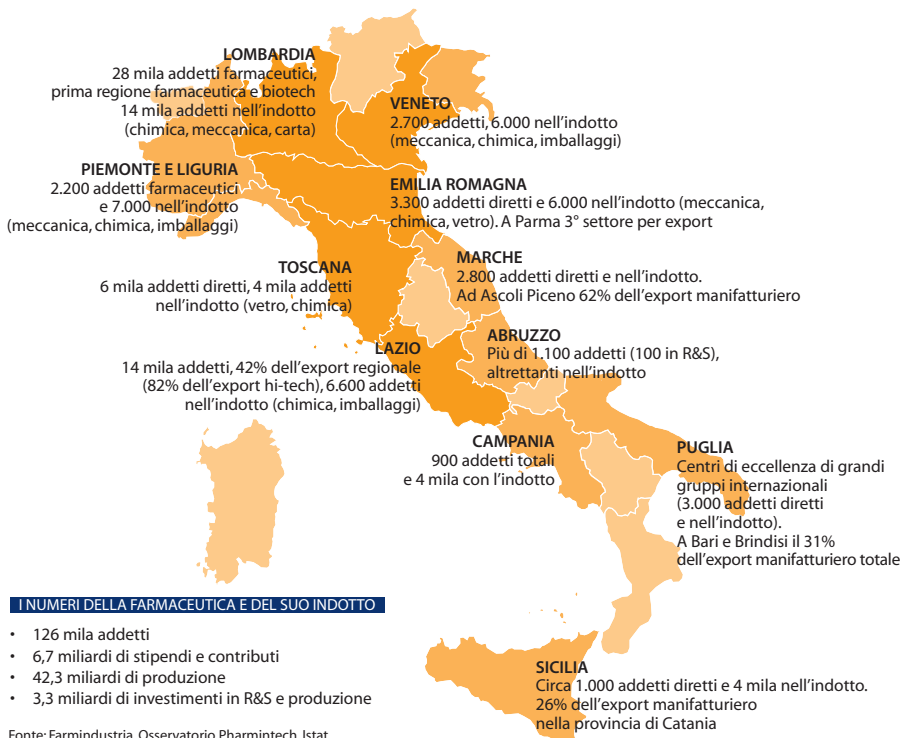 LOMBARDIA
28 mila addetti farmaceutici,
prima regione farmaceutica e biotech
14 mila addetti nell'indotto
(chimica, meccanica, carta)
VENETO
2.700 addetti, 6.000 nell'indotto
(meccanica, chimica, imballaggi)
PIEMONTE E LIGURIA
2.200 addetti farmaceutici
e 7.000 nell'indotto
(meccanica, chimica, imballaggi)
EMILIA ROMAGNA
3.300 addetti diretti e 6.000 nell'indotto (meccanica,
chimica, vetro). A Parma 3° settore per export
MARCHE
2.800 addetti diretti e nell'indotto.
Ad Ascoli Piceno 62% dell'export manifatturiero
TOSCANA
6 mila addetti diretti, 4 mila addetti
nell'indotto (vetro, chimica)
ABRUZZO
Più di 1.100 addetti (100 in R&S),
altrettanti nell'indotto
LAZIO
14 mila addetti, 42% dell'export regionale
(82% dell'export hi-tech), 6.600 addetti
nell'indotto (chimica, imballaggi)
CAMPANIA
900 addetti totali
e 4 mila con l'indotto
PUGLIA
Centri di eccellenza di grandi
gruppi internazionali
(3.000 addetti diretti
e nell'indotto).
A Bari e Brindisi il 31%
dell'export manifatturiero totale
I NUMERI DELLA FARMACEUTICA E DEL SUO INDOTTO
• 126 mila addetti
• 6,7 miliardi di stipendi e contributi
• 42,3 miliardi di produzione
• 3,3 miliardi di investimenti in R&S e produzione
SICILIA
Circa 1.000 addetti diretti e 4 mila nell'indotto.
26% dell'export manifatturiero
nella provincia di Catania
Fonte: Farmindustria, Osservatorio Pharmintech, Istat